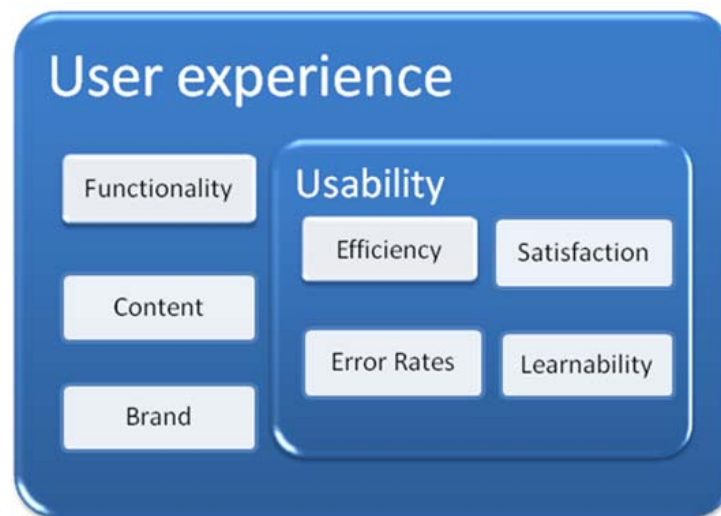 User experience
Functionality
Content
Brand
Usability
Efficiency
Satisfaction
Error Rates
Learnability